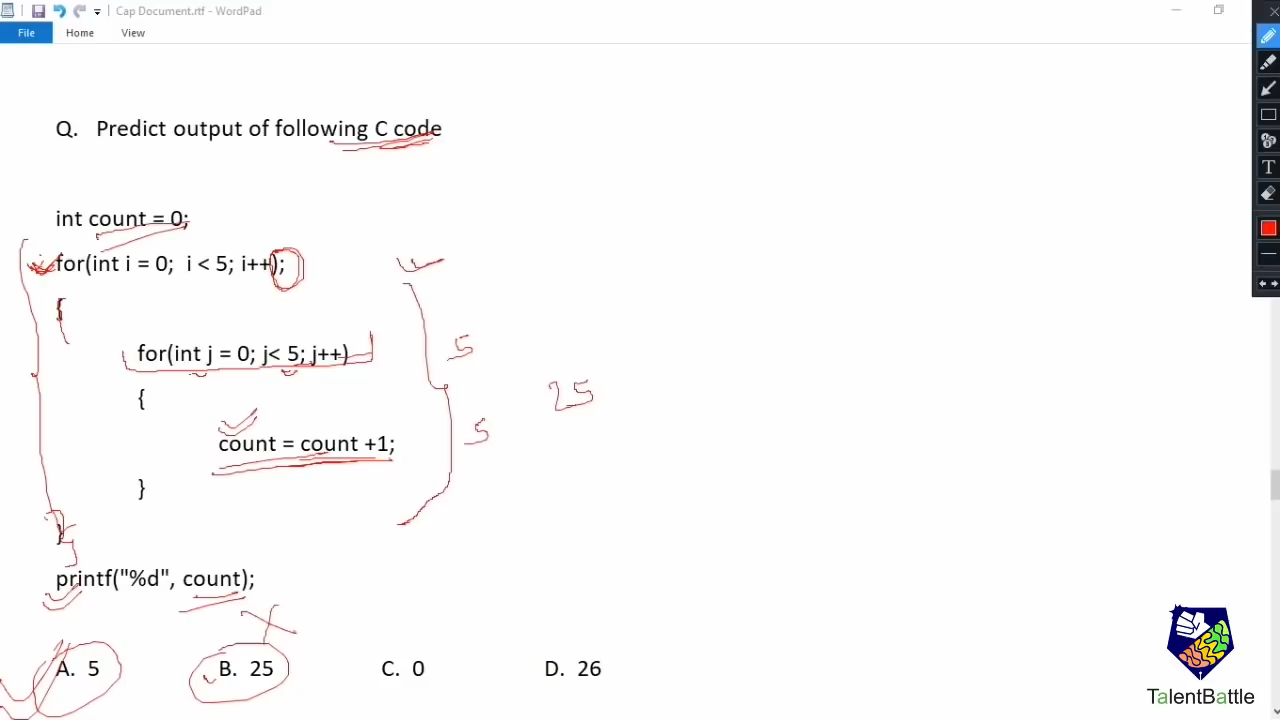 Cap Document.rtf - WordPad
File Home View
Q. Predict output of following C code
int count = 0;
for(int i = 0; i < 5; i++);
{
for(int j = 0; j< 5; j++)
5
{
25
count = count +1;
5
}
}
printf("%d", count);
A. 5 B. 25 C. 0 D. 26
T
TalentBattle